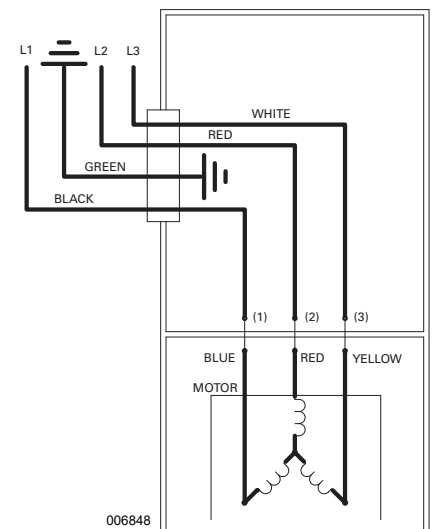 L1 L2 L3
WHITE
RED
GREEN
BLACK
(1) (2) (3)
BLUE RED YELLOW
MOTOR
006848